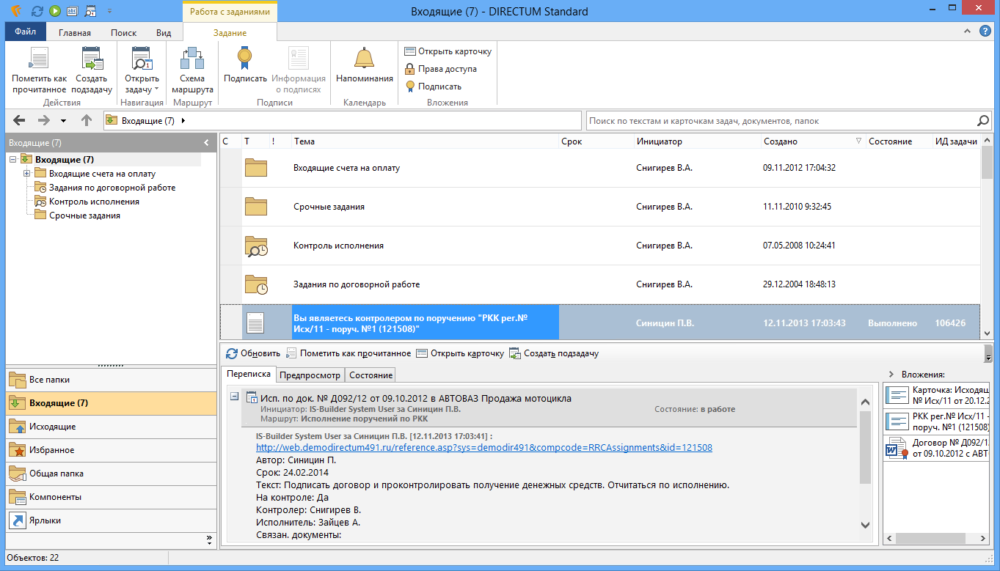 Работа с заданиями
Входящие (7) - DIRECTUM Standard
Файл
Главная
Поиск
Вид
Задание
Пометить как прочитанное
Создать подзадачу
Открыть задачу
Схема маршрута
Подписать
Информация о подписях
Напоминания
Открыть карточку
Права доступа
Подписать
Действия
Навигация
Маршрут
Подписи
Календарь
Вложения
Входящие (7)
Поиск по текстам и карточкам задач, документов, папок
Входящие (7)
Входящие (7)
Входящие счета на оплату
Задания по договорной работе
Контроль исполнения
Срочные задания
С Т ! Тема Срок Инициатор Создано Состояние ИД задачи
Входящие счета на оплату Снигирев В.А. 09.11.2012 17:04:32
Срочные задания Снигирев В.А. 11.11.2010 9:32:45
Контроль исполнения Снигирев В.А. 07.05.2008 10:24:41
Задания по договорной работе Снигирев В.А. 29.12.2004 18:48:13
Вы являетесь контролером по поручению "РКК рег.№
Исх/11 - поруч. №1 (121508)"
Синицин П.В. 12.11.2013 17:03:43 Выполнено 106426
Все папки
Входящие (7)
Исходящие
Избранное
Общая папка
Компоненты
Ярлыки
Обновить Пометить как прочитанное Открыть карточку Создать подзадачу
Переписка Предпросмотр Состояние
Исп. по док. № Д092/12 от 09.10.2012 в АВТОВАЗ Продажа мотоцикла
Инициатор: IS-Builder System User за Синицин П.В. Состояние: в работе
Маршрут: Исполнение поручений по РКК
IS-Builder System User за Синицин П.В. [12.11.2013 17:03:41] :
http://web.demodirectum491.ru/reference.asp?sys=demodir491&compcode=RRCAssignments&id=121508
Автор: Синицин П.
Срок: 24.02.2014
Текст: Подписать договор и проконтролировать получение денежных средств. Отчитаться по исполнению.
На контроле: Да
Контролер: Снигирев В.
Исполнитель: Зайцев А.
Связан. документы:
Вложения:
Карточка: Исходящ
№ Исх/11 от 20.12.2
РКК рег.№ Исх/11 -
поруч. №1 (121508)
Договор № Д092/1
от 09.10.2012 с АВТ
Объектов: 22